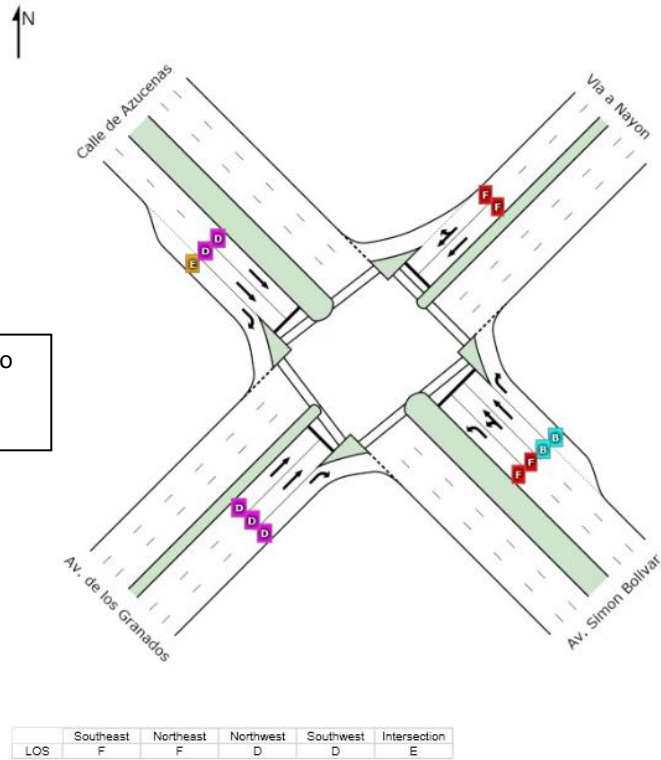 N
Calle de Azucenas
Via a Nayon
F
F
D
D
E
o
B
B
F
F
D
D
D
Av. de los Granados
Av. Simon Bolivar
Southeast Northeast Northwest Southwest Intersection
LOS F F D D E